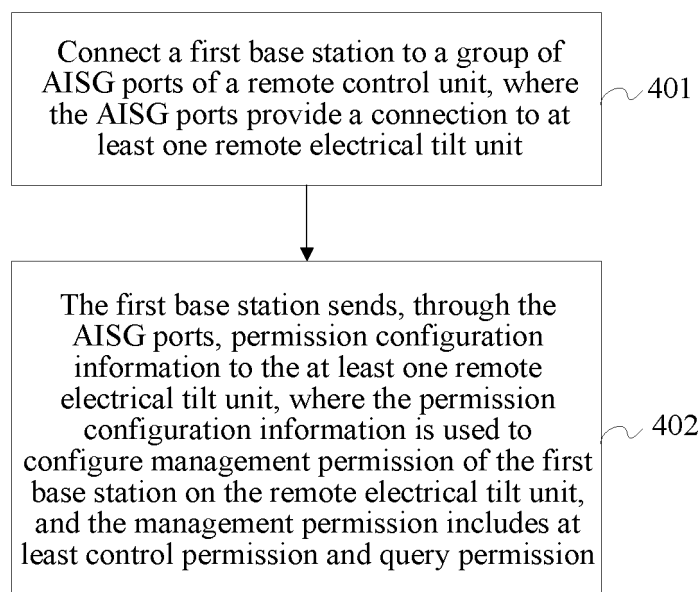 Connect a first base station to a group of
AISG ports of a remote control unit, where
the AISG ports provide a connection to at
least one remote electrical tilt unit
401
The first base station sends, through the
AISG ports, permission configuration
information to the at least one remote
electrical tilt unit, where the permission
configuration information is used to
configure management permission of the first
base station on the remote electrical tilt unit,
and the management permission includes at
least control permission and query permission
402